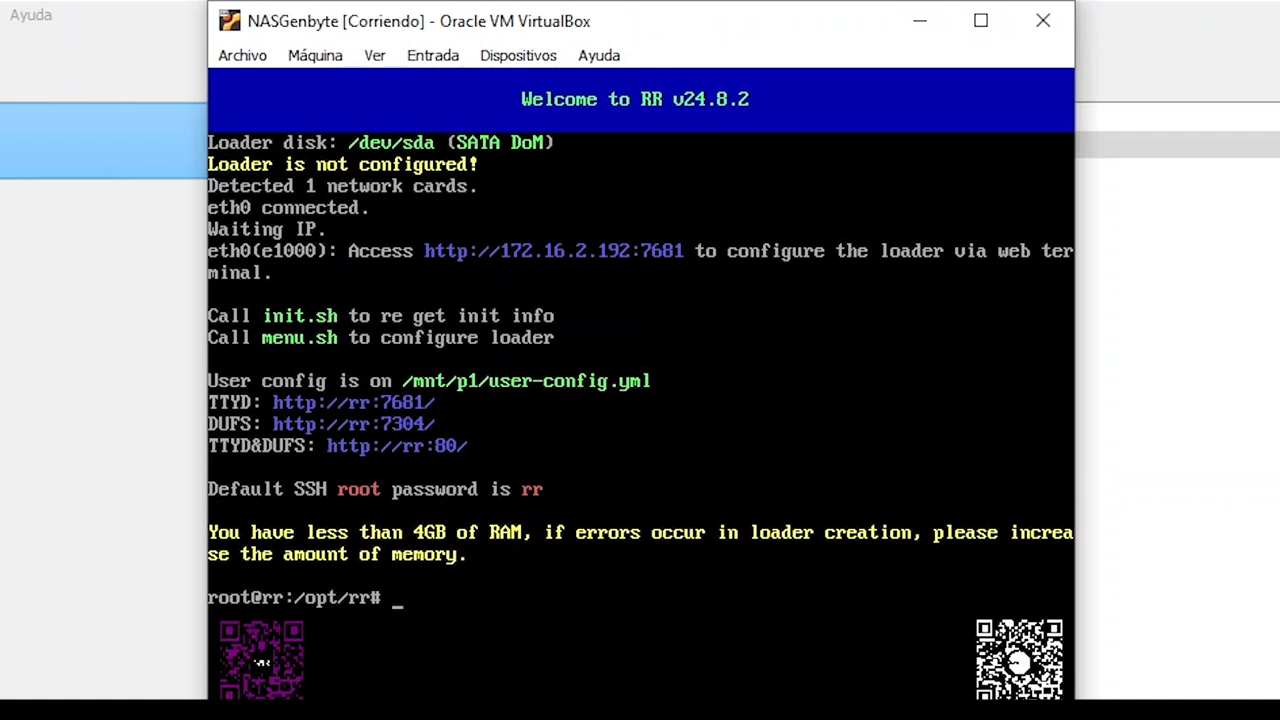 Ayuda
NASGenbyte [Corriendo] - Oracle VM VirtualBox
Archivo Máquina Ver Entrada Dispositivos Ayuda
Welcome to RR v24.8.2
Loader disk: /dev/sda (SATA DoM)
Loader is not configured!
Detected 1 network cards.
eth0 connected.
Waiting IP.
eth0(e1000): Access http://172.16.2.192:7681 to configure the loader via web ter
minal.
Call init.sh to re get init info
Call menu.sh to configure loader
User config is on /mnt/p1/user-config.yml
TTYD: http://rr:7681/
DUFS: http://rr:7304/
TTYD&DUFS: http://rr:80/
Default SSH root password is rr
You have less than 4GB of RAM, if errors occur in loader creation, please increa
se the amount of memory.
root@rr:/opt/rr# _